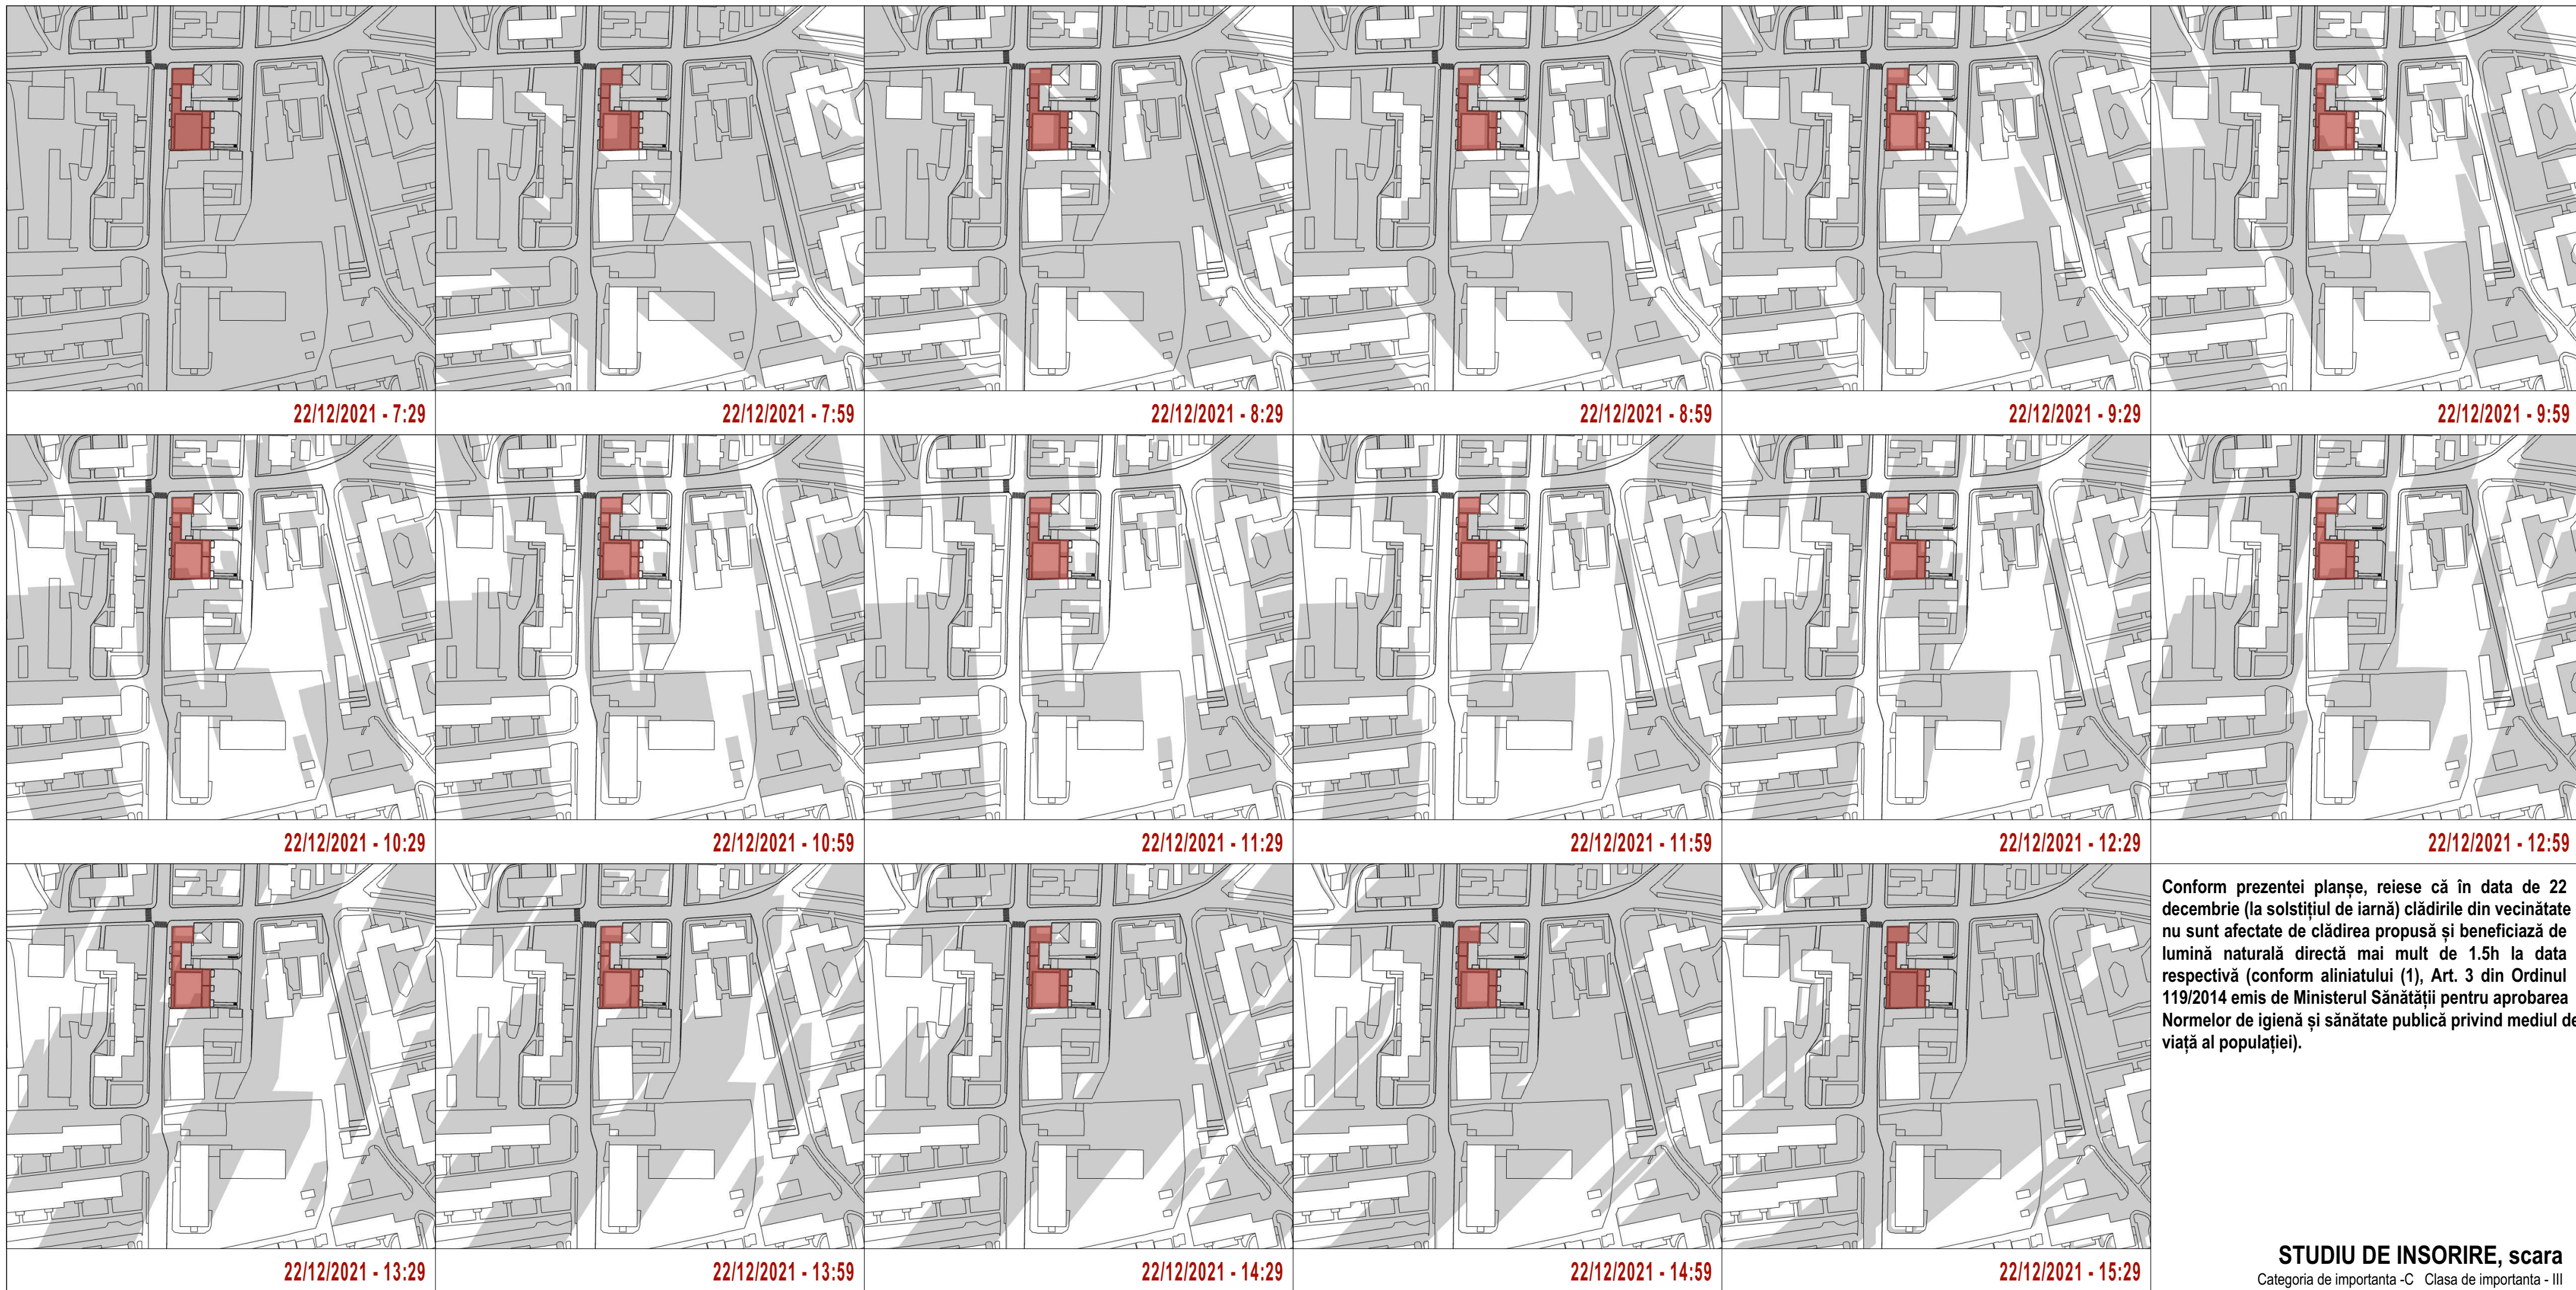 22/12/2021 - 7:29
22/12/2021 - 7:59
22/12/2021 - 8:29
22/12/2021 - 8:59
22/12/2021 - 9:29
22/12/2021 - 9:59
22/12/2021 - 10:29
22/12/2021 - 10:59
22/12/2021 - 11:29
22/12/2021 - 11:59
22/12/2021 - 12:29
22/12/2021 - 12:59
22/12/2021 - 13:29
22/12/2021 - 13:59
22/12/2021 - 14:29
22/12/2021 - 14:59
22/12/2021 - 15:29
Conform prezentei planșe, reiese că în data de 22
decembrie (la solstițiul de iarnă) clădirile din vecinătate
nu sunt afectate de clădirea propusă și beneficiază de
lumină naturală directă mai mult de 1.5h la data
respectivă (conform aliniatului (1), Art. 3 din Ordinul
119/2014 emis de Ministerul Sănătății pentru aprobarea
Normelor de igienă și sănătate publică privind mediul de
viață al populației).
STUDIU DE INSORIRE, scara
Categoria de importanta -C Clasa de importanta - III